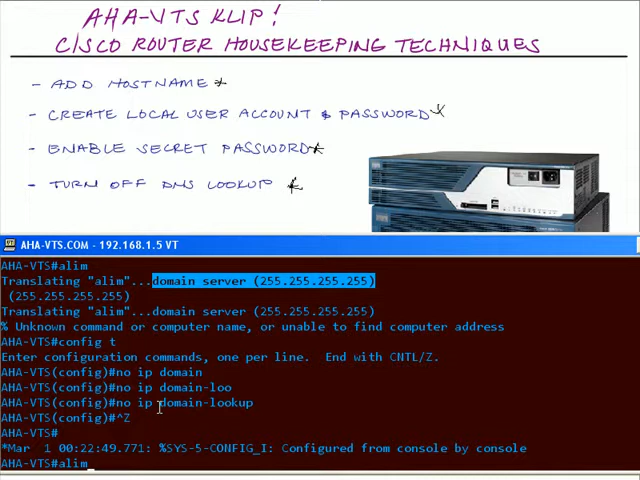 AHA-VTS KLIP!
CISCO ROUTER HOUSEKEEPING TECHNIQUES
- ADD HOSTNAME *
- CREATE LOCAL USER ACCOUNT & PASSWORD *
- ENABLE SECRET PASSWORD *
- TURN OFF DNS LOOKUP *
AHA-VTS.COM - 192.168.1.5 VT
AHA-VTS#alim
Translating "alim"...domain server (255.255.255.255)
(255.255.255.255)
Translating "alim"...domain server (255.255.255.255)
% Unknown command or computer name, or unable to find computer address
AHA-VTS#config t
Enter configuration commands, one per line.  End with CNTL/Z.
AHA-VTS(config)#no ip domain
AHA-VTS(config)#no ip domain-loo
AHA-VTS(config)#no ip domain-lookup
AHA-VTS(config)#^Z
AHA-VTS#
*Mar  1 00:22:49.771: %SYS-5-CONFIG_I: Configured from console by console
AHA-VTS#alim_